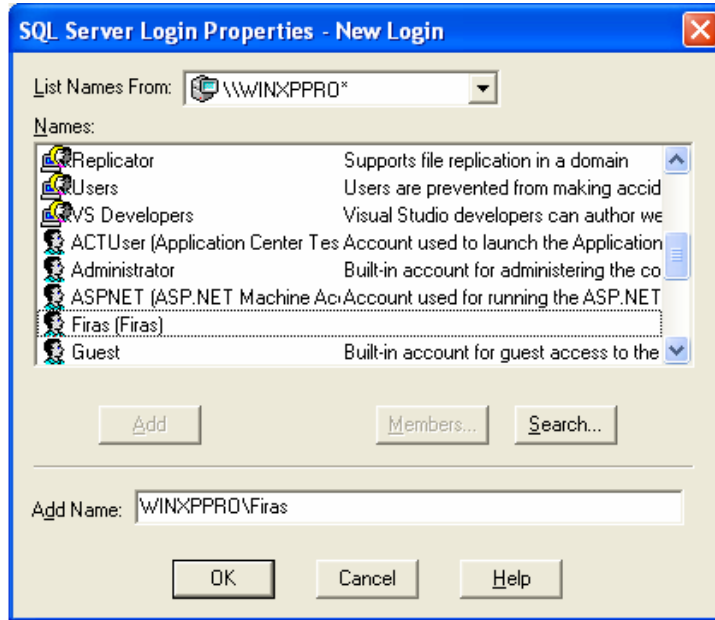 SQL Server Login Properties - New Login
List Names From: \\WINXPPRO*
Names:
Replicator Supports file replication in a domain
Users Users are prevented from making accid
VS Developers Visual Studio developers can author we
ACTUser (Application Center Tes Account used to launch the Application
Administrator Built-in account for administering the co
ASPNET (ASP.NET Machine Acc Account used for running the ASP.NET
Firas (Firas)
Guest Built-in account for guest access to the
Add Members... Search...
Add Name: WINXPPRO\Firas
OK Cancel Help